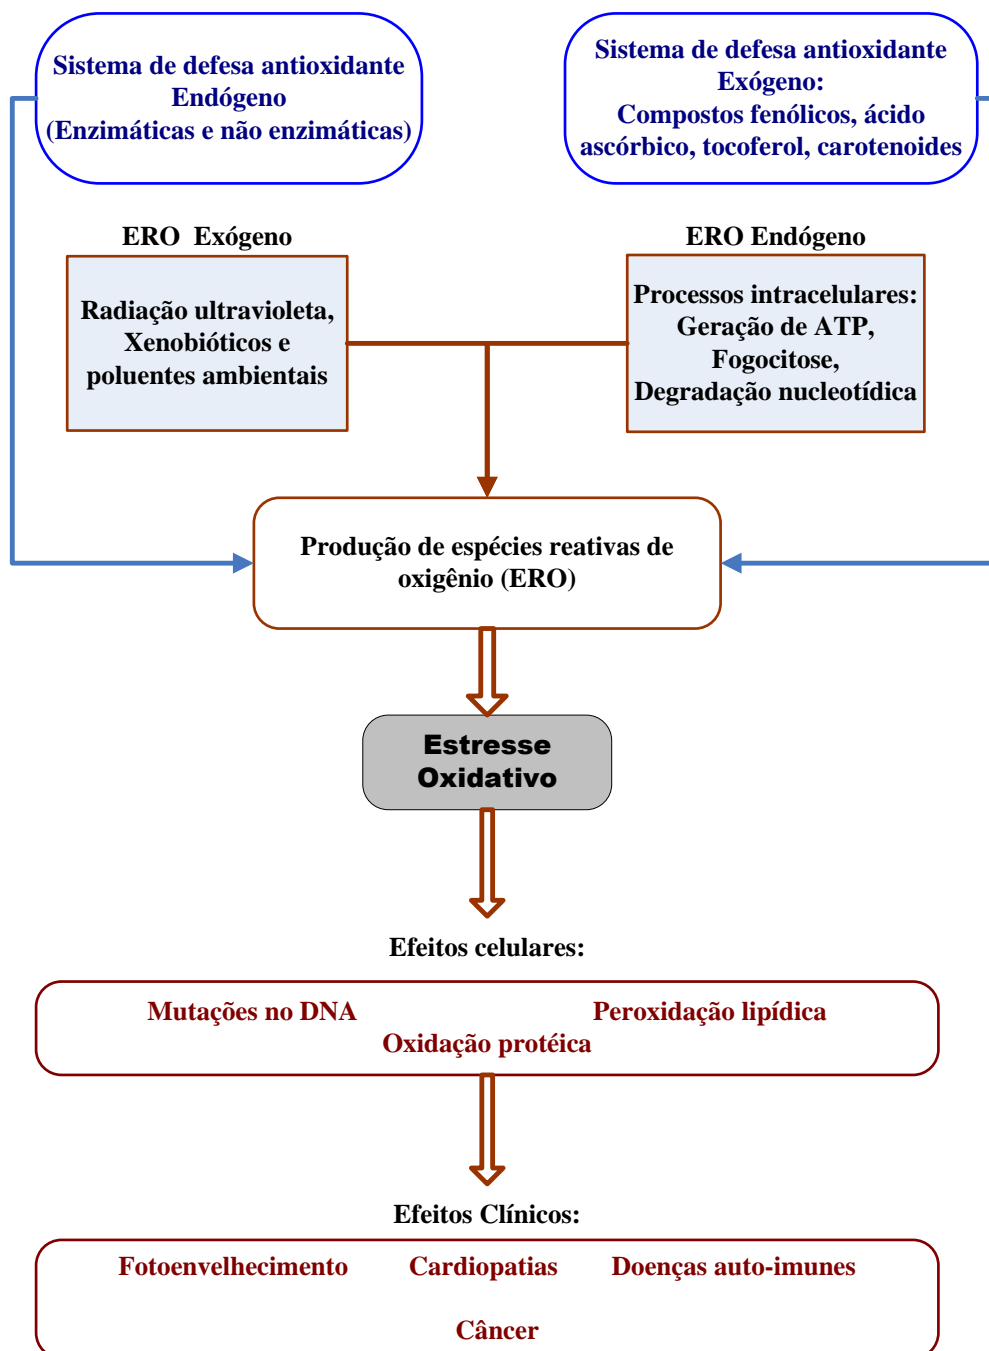 Sistema de defesa antioxidante
Endógeno
(Enzimáticas e não enzimáticas)
Sistema de defesa antioxidante
Exógeno:
Compostos fenólicos, ácido
ascórbico, tocoferol, carotenoides
ERO Exógeno
Radiação ultravioleta,
Xenobióticos e
poluentes ambientais
ERO Endógeno
Processos intracelulares:
Geração de ATP,
Fogocitose,
Degradação nucleotídica
Produção de espécies reativas de
oxigênio (ERO)
Estresse
Oxidativo
Efeitos celulares:
Mutações no DNA Peroxidação lipídica
Oxidação protéica
Efeitos Clínicos:
Fotoenvelhecimento Cardiopatias Doenças auto-imunes
Câncer